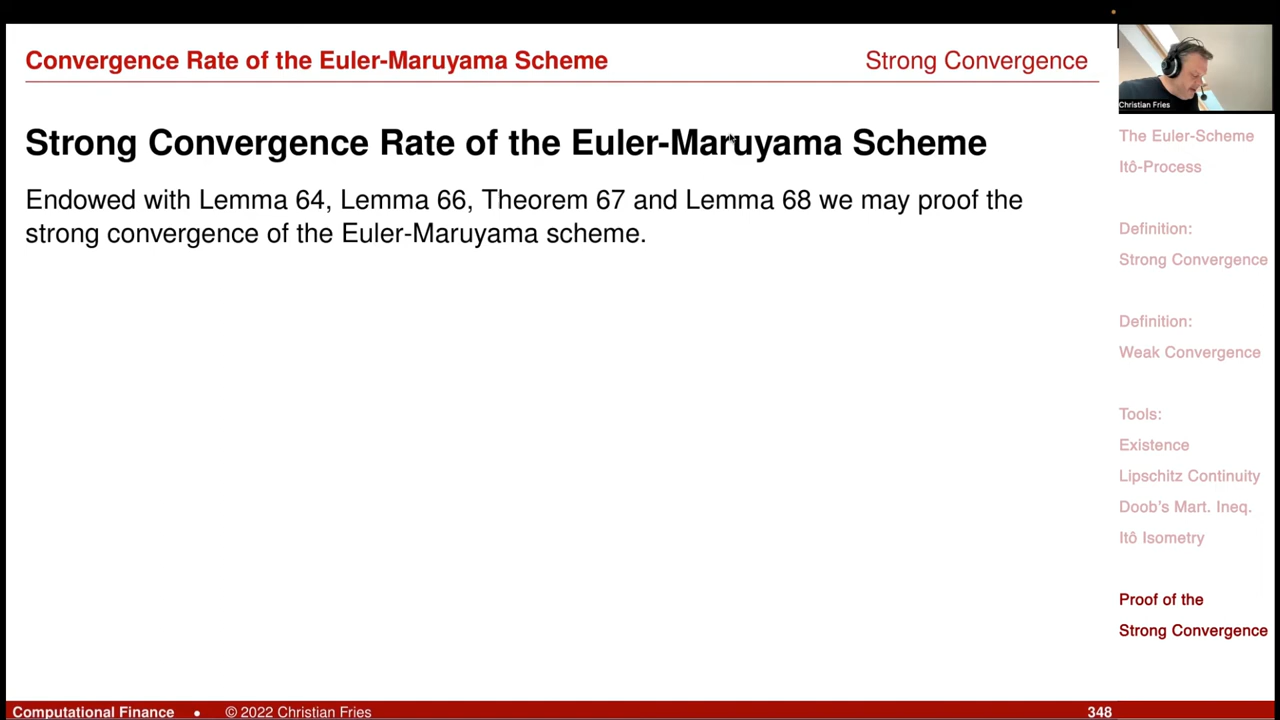 Convergence Rate of the Euler-Maruyama Scheme
Strong Convergence
Strong Convergence Rate of the Euler-Maruyama Scheme
Endowed with Lemma 64, Lemma 66, Theorem 67 and Lemma 68 we may proof the
strong convergence of the Euler-Maruyama scheme.
Christian Fries
The Euler-Scheme
Itô-Process
Definition:
Strong Convergence
Definition:
Weak Convergence
Tools:
Existence
Lipschitz Continuity
Doob's Mart. Ineq.
Itô Isometry
Proof of the
Strong Convergence
Computational Finance • © 2022 Christian Fries
348